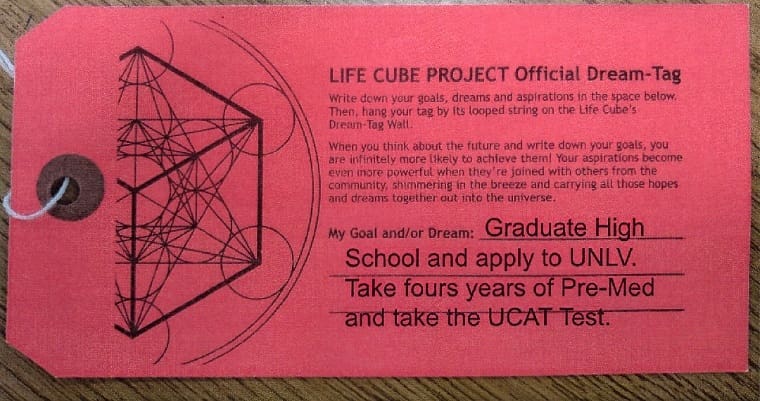 LIFE CUBE PROJECT Official Dream-Tag
Write down your goals, dreams and aspirations in the space below.
Then, hang your tag by its looped string on the Life Cube's
Dream-Tag Wall.
When you think about the future and write down your goals, you
are infinitely more likely to achieve them! Your aspirations become
even more powerful when they're joined with others from the
community, shimmering in the breeze and carrying all those hopes
and dreams together out into the universe.
My Goal and/or Dream: Graduate High
School and apply to UNLV.
Take fours years of Pre-Med
and take the UCAT Test.